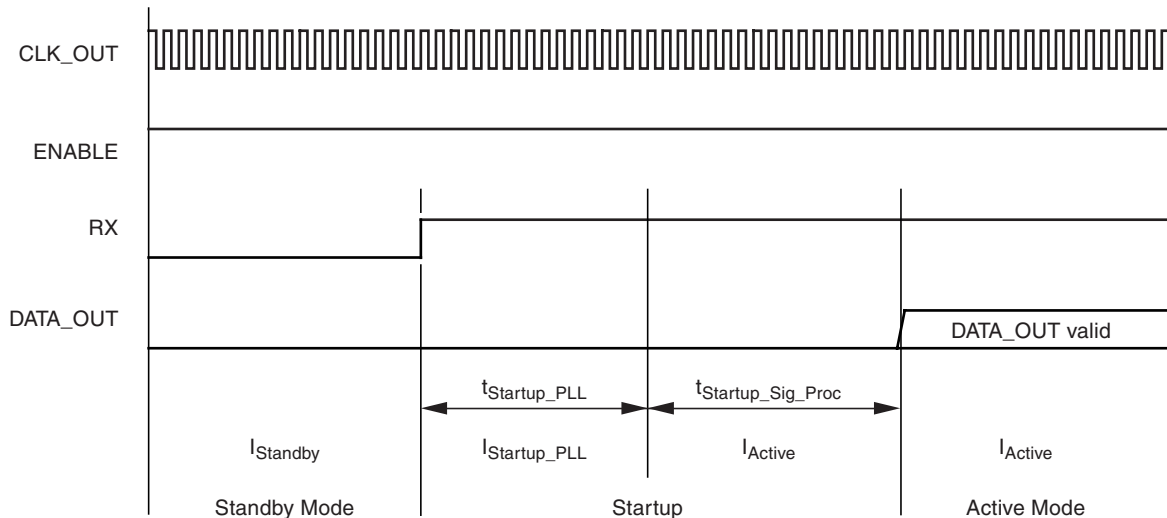 CLK_OUT
ENABLE
RX
DATA_OUT
DATA_OUT valid
tStartup_PLL
tStartup_Sig_Proc
IStandby
IStartup_PLL
IActive
IActive
Standby Mode
Startup
Active Mode